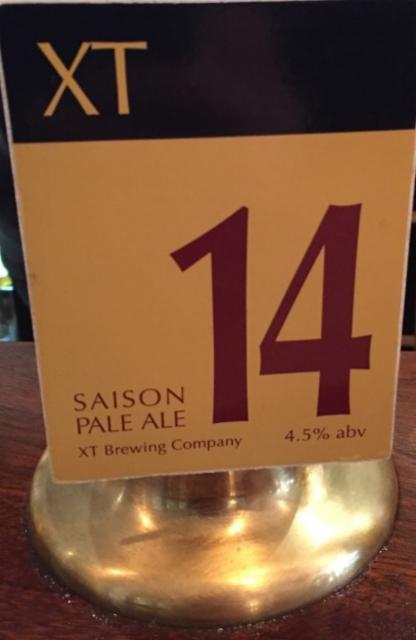 XT
14
SAISON
PALE ALE
XT Brewing Company
4.5% abv